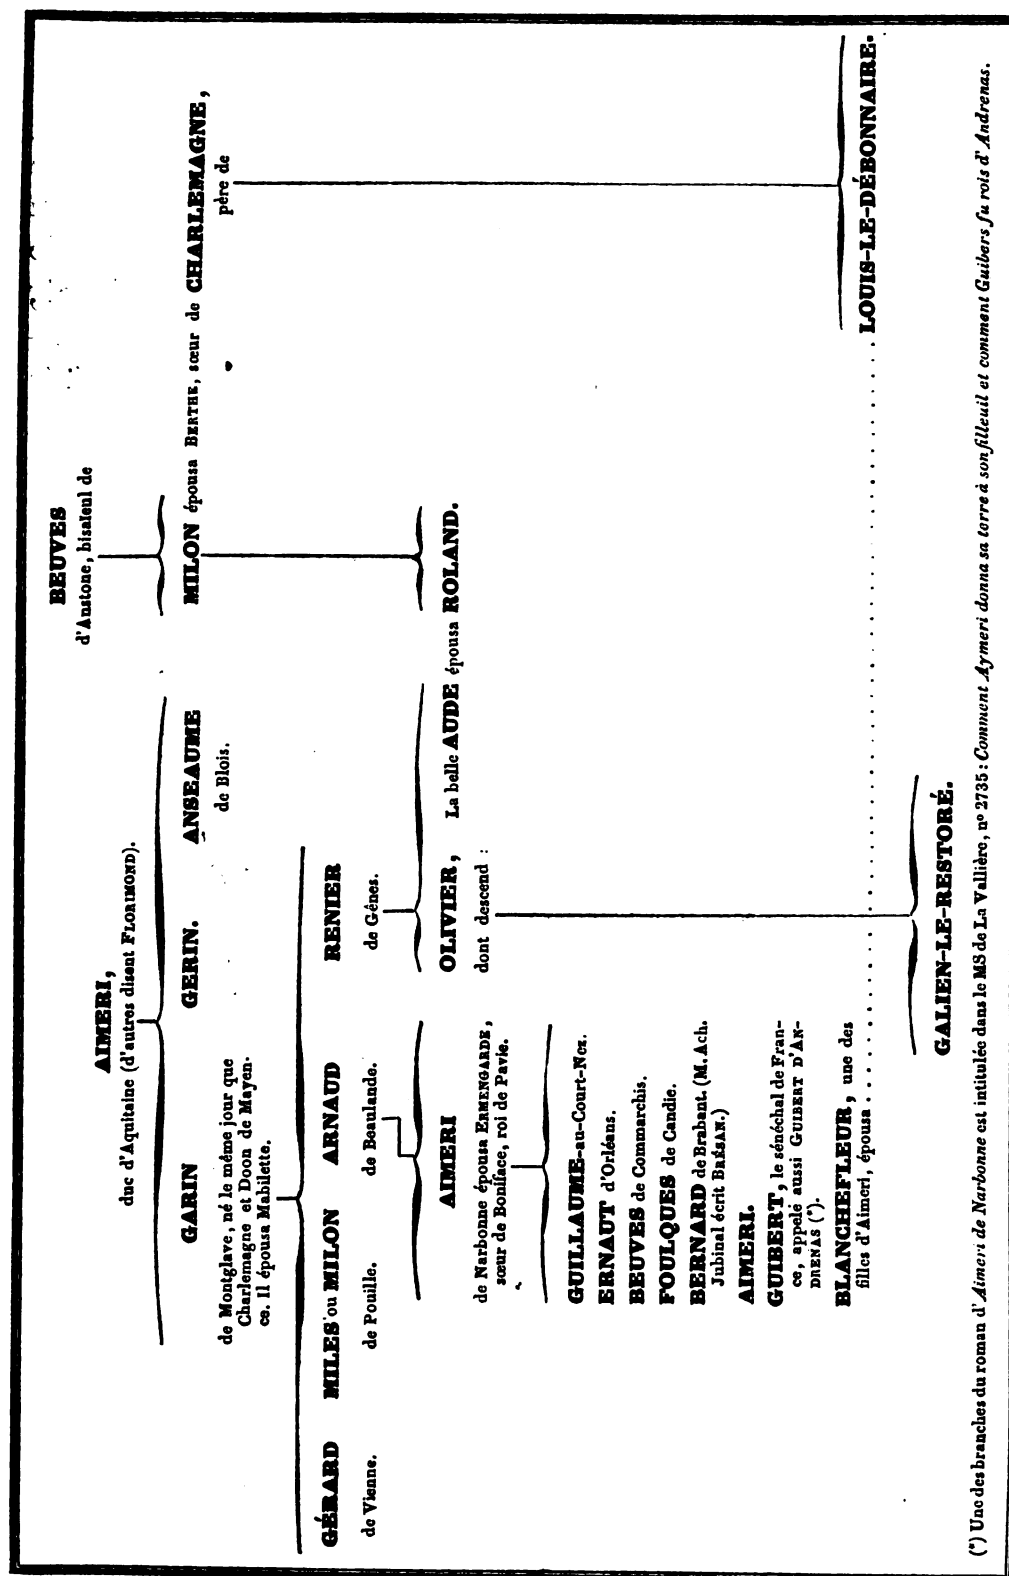 AIMERI,
duc d'Aquitaine (d'autres disent FLORIMOND).
BEUVES
d'Anstone, bisaïeul de
GARIN
de Montglave, né le même jour que
Charlemagne et Doon de Mayen-
ce. Il épousa Mabilette.
GERIN.
ANSEAUME
de Blois.
MILON épousa BERTHE, sœur de CHARLEMAGNE,
père de
GÉRARD
de Vienne.
MILES ou MILON
de Pouille.
ARNAUD
de Beaulande.
RENIER
de Gênes.
AIMERI
de Narbonne épousa ERMENGARDE,
sœur de Boniface, roi de Pavie.
OLIVIER,
dont descend :
La belle AUDE épousa ROLAND.
GUILLAUME-au-Court-Nez.
ERNAUT d'Orléans.
BEUVES de Commarchis.
FOULQUES de Candie.
BERNARD de Brabant. (M. Ach.
Jubinal écrit BRÉSAN.)
AIMERI.
GUIBERT, le sénéchal de Fran-
ce, appelé aussi GUIBERT D'AN-
DRENAS (*).
BLANCHEFLEUR, une des
filles d'Aimeri, épousa . . . . . . . . . . . . . . . . . . . . LOUIS-LE-DÉBONNAIRE.
GALIEN-LE-RESTORÉ.
(*) Une des branches du roman d'Aimeri de Narbonne est intitulée dans le MS de La Vallière, nº 2735 : Comment Aymeri donna sa terre à son filleuil et comment Guibers fu rois d'Andrenas.